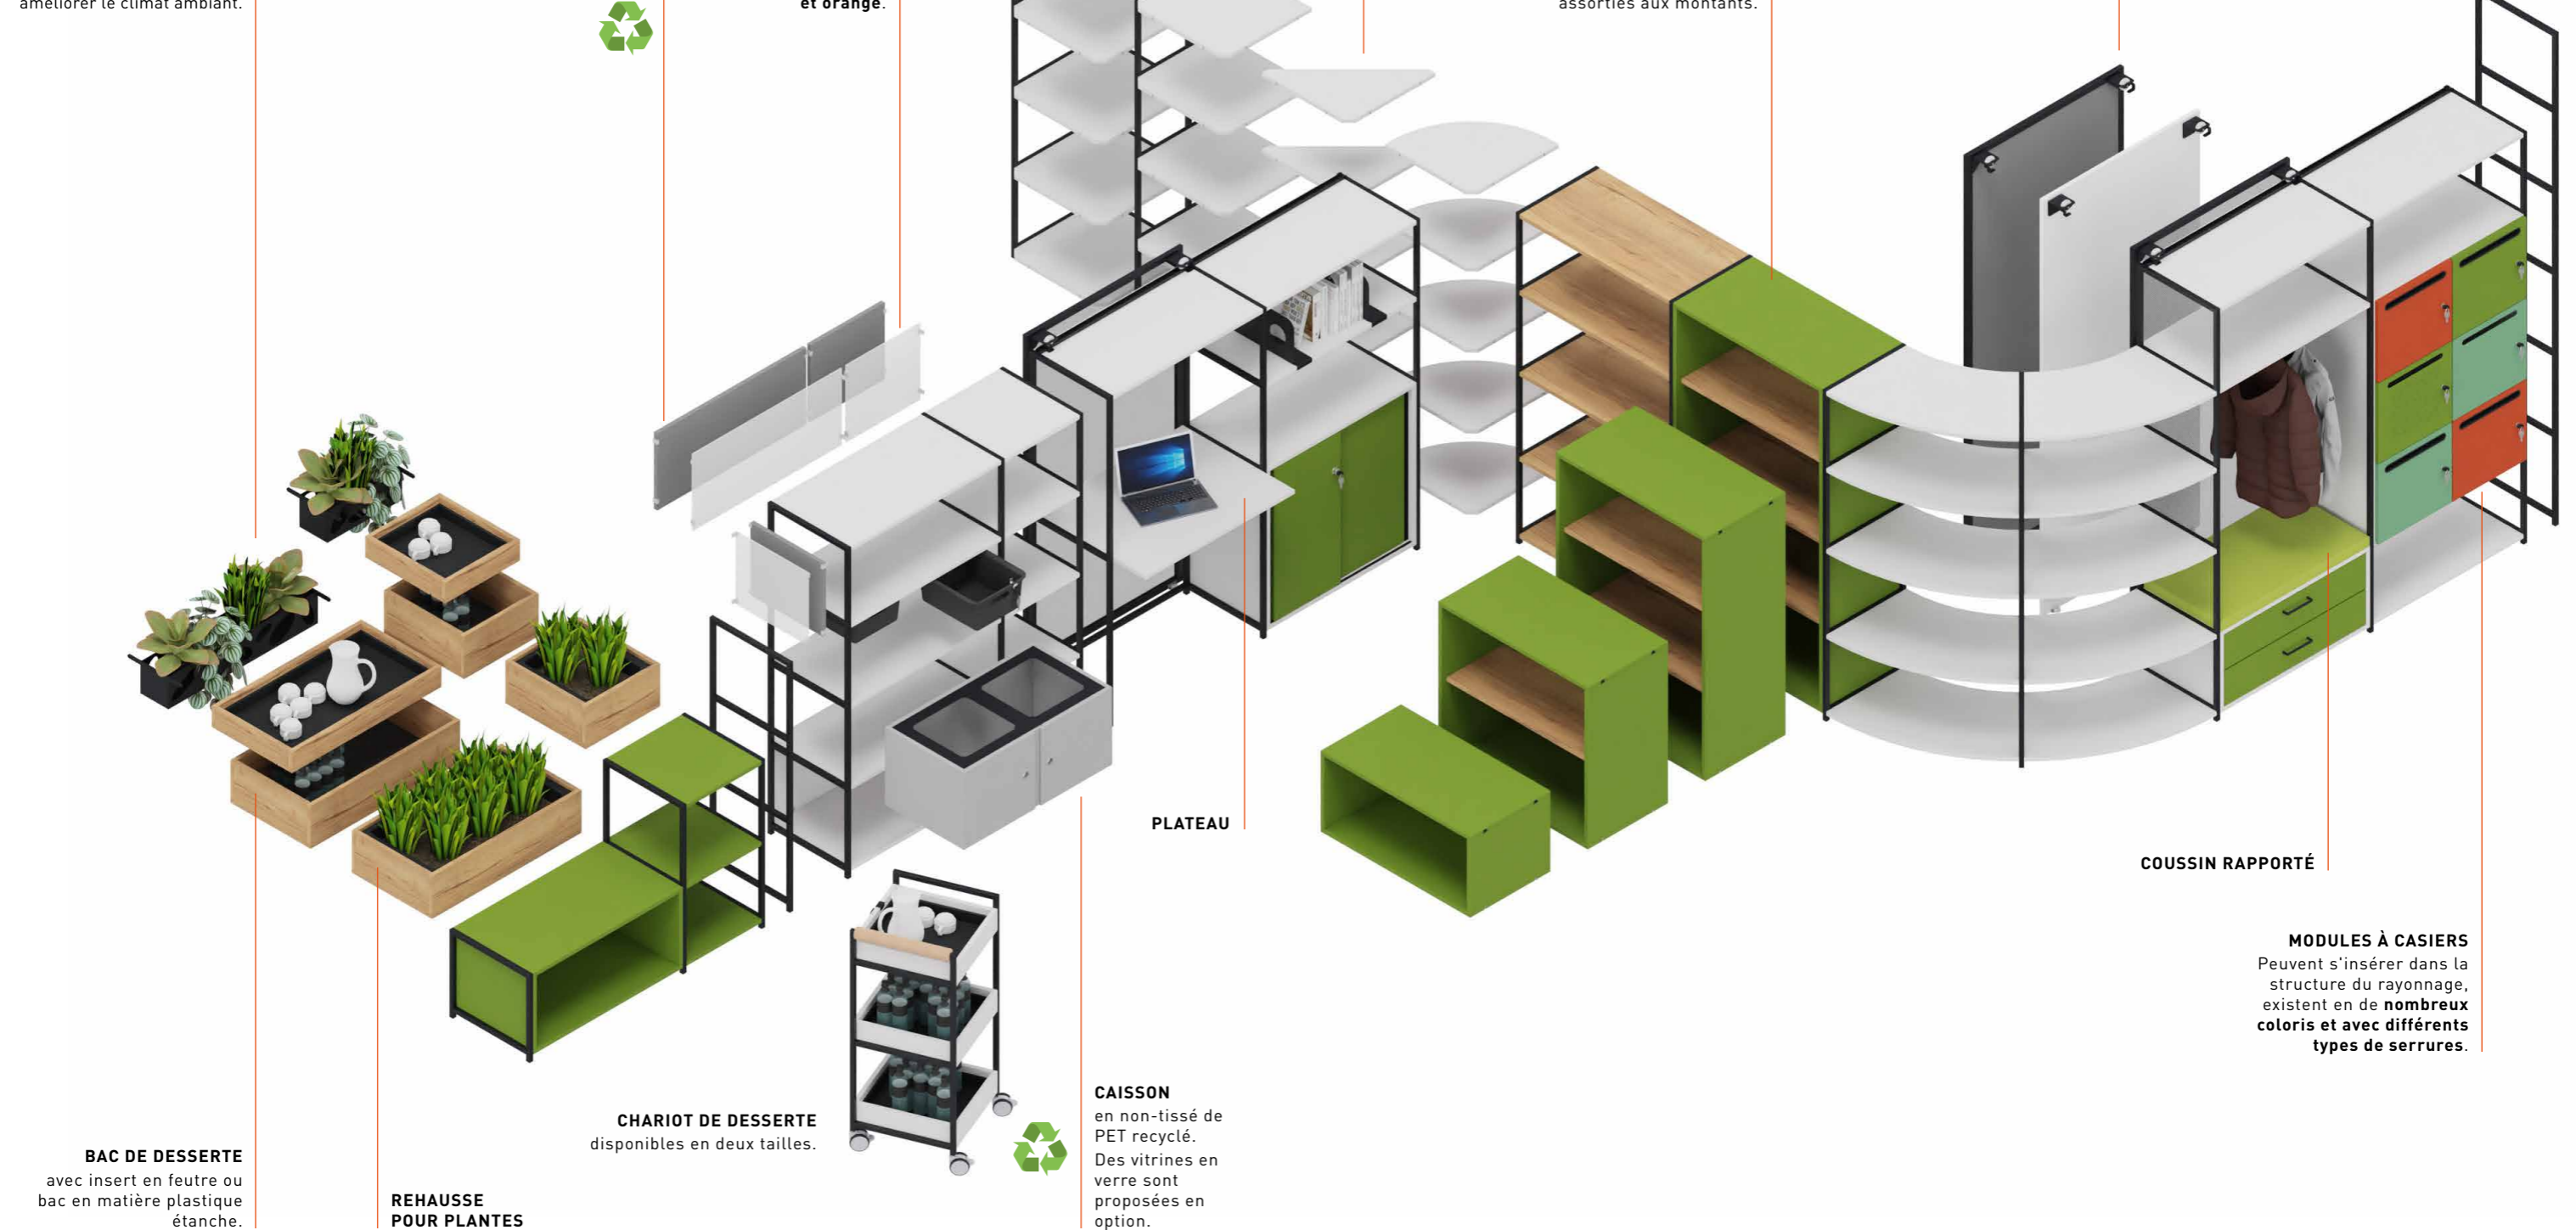 améliorer le climat ambiant.
et orange.
assorties aux montants.
PLATEAU
COUSSIN RAPPORTÉ
MODULES À CASIERS
Peuvent s'insérer dans la
structure du rayonnage,
existent en de nombreux
coloris et avec différents
types de serrures.
CHARIOT DE DESSERTE
disponibles en deux tailles.
CAISSON
en non-tissé de
PET recyclé.
Des vitrines en
verre sont
proposées en
option.
BAC DE DESSERTE
avec insert en feutre ou
bac en matière plastique
étanche.
REHAUSSE
POUR PLANTES